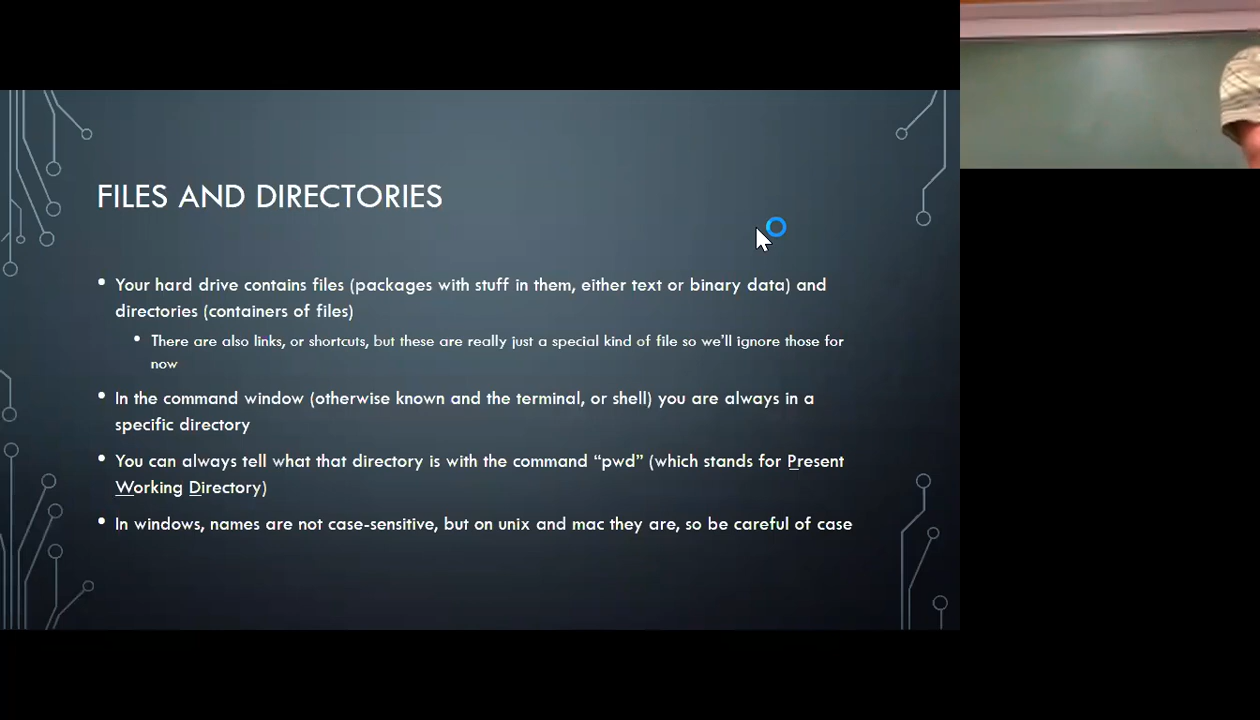 FILES AND DIRECTORIES
• Your hard drive contains files (packages with stuff in them, either text or binary data) and
directories (containers of files)
• There are also links, or shortcuts, but these are really just a special kind of file so we'll ignore those for
now
• In the command window (otherwise known and the terminal, or shell) you are always in a
specific directory
• You can always tell what that directory is with the command “pwd” (which stands for Present
Working Directory)
• In windows, names are not case-sensitive, but on unix and mac they are, so be careful of case